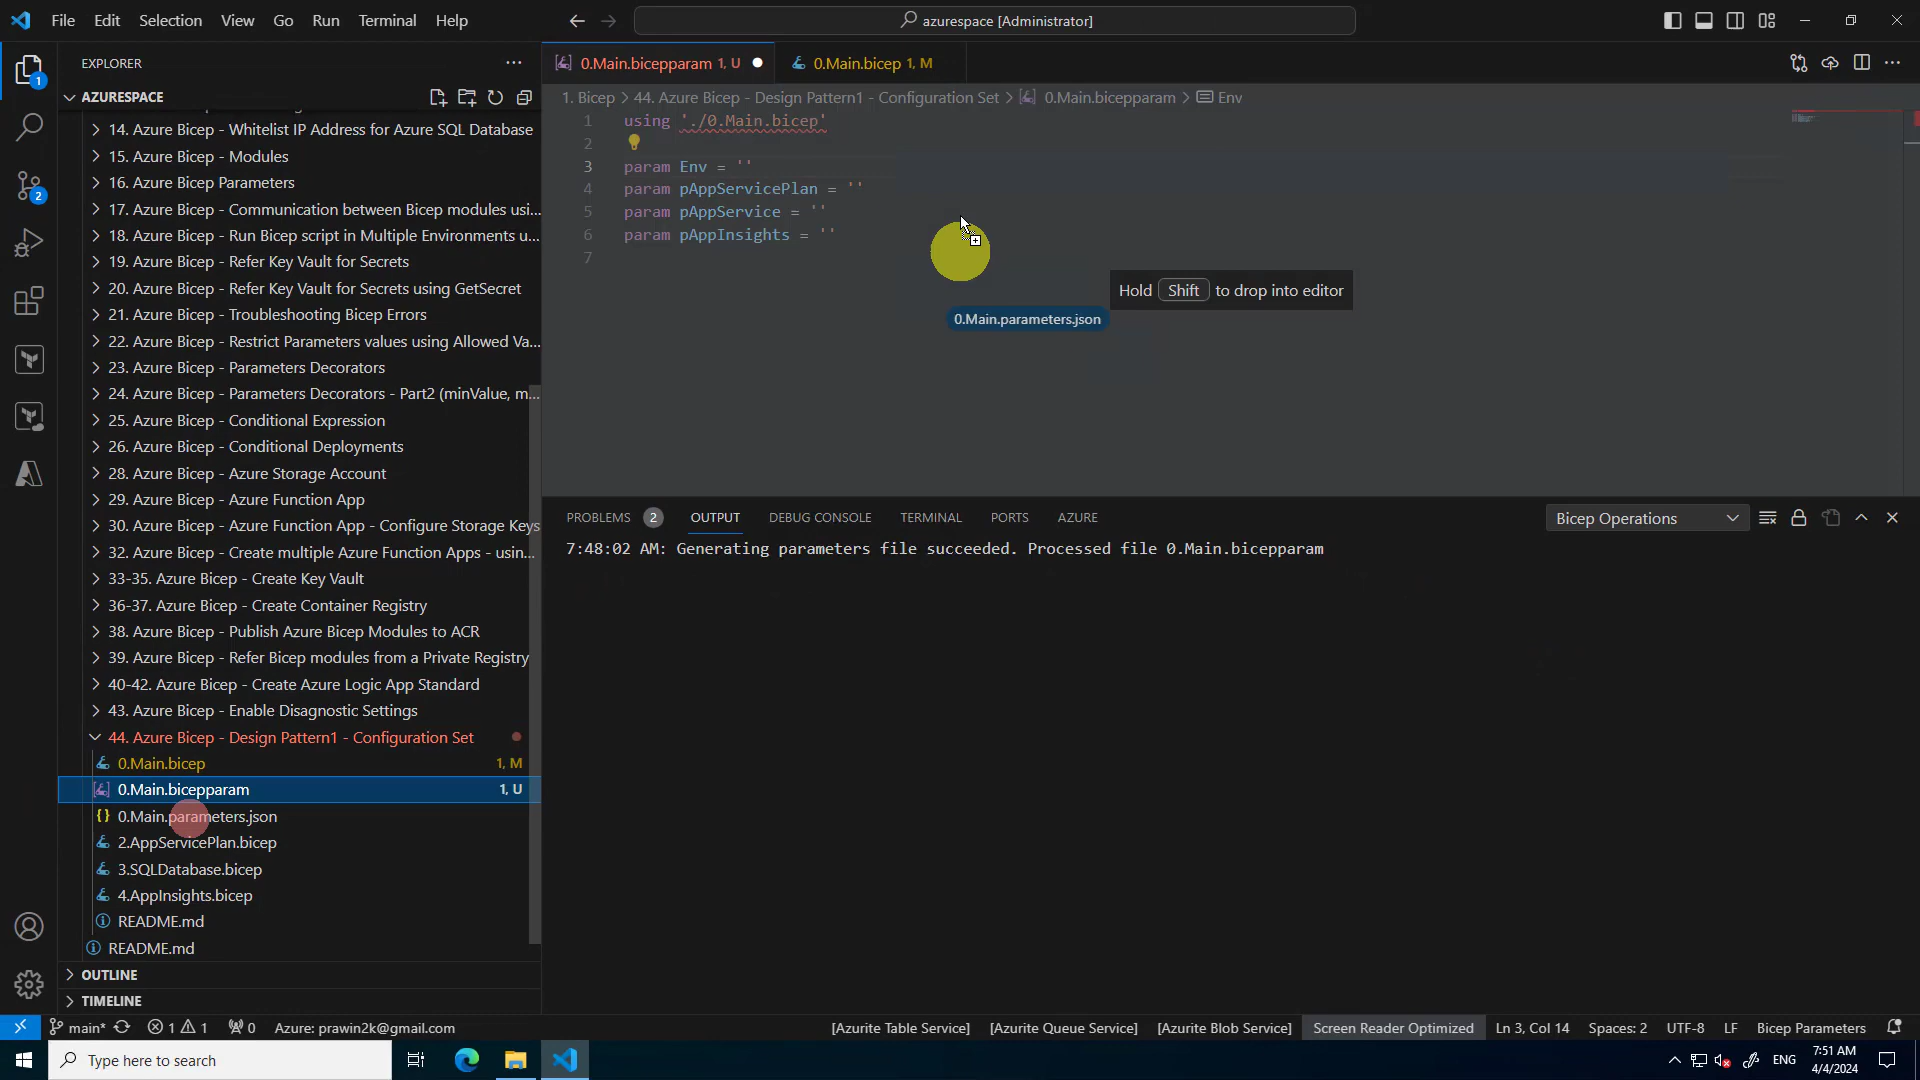 File Edit Selection View Go Run Terminal Help
azurespace [Administrator]
EXPLORER
AZURESPACE
14. Azure Bicep - Whitelist IP Address for Azure SQL Database
15. Azure Bicep - Modules
16. Azure Bicep Parameters
17. Azure Bicep - Communication between Bicep modules usi...
18. Azure Bicep - Run Bicep script in Multiple Environments u...
19. Azure Bicep - Refer Key Vault for Secrets
20. Azure Bicep - Refer Key Vault for Secrets using GetSecret
21. Azure Bicep - Troubleshooting Bicep Errors
22. Azure Bicep - Restrict Parameters values using Allowed Va...
23. Azure Bicep - Parameters Decorators
24. Azure Bicep - Parameters Decorators - Part2 (minValue, m...
25. Azure Bicep - Conditional Expression
26. Azure Bicep - Conditional Deployments
28. Azure Bicep - Azure Storage Account
29. Azure Bicep - Azure Function App
30. Azure Bicep - Azure Function App - Configure Storage Keys
32. Azure Bicep - Create multiple Azure Function Apps - usin...
33-35. Azure Bicep - Create Key Vault
36-37. Azure Bicep - Create Container Registry
38. Azure Bicep - Publish Azure Bicep Modules to ACR
39. Azure Bicep - Refer Bicep modules from a Private Registry
40-42. Azure Bicep - Create Azure Logic App Standard
43. Azure Bicep - Enable Disagnostic Settings
44. Azure Bicep - Design Pattern1 - Configuration Set
0.Main.bicep 1, M
0.Main.bicepparam 1, U
0.Main.parameters.json
2.AppServicePlan.bicep
3.SQLDatabase.bicep
4.AppInsights.bicep
README.md
README.md
OUTLINE
TIMELINE
1
2
0.Main.bicepparam 1, U
0.Main.bicep 1, M
1. Bicep > 44. Azure Bicep - Design Pattern1 - Configuration Set > 0.Main.bicepparam > Env
1 using './0.Main.bicep'
2
3 param Env = ''
4 param pAppServicePlan = ''
5 param pAppService = ''
6 param pAppInsights = ''
7
Hold Shift to drop into editor
0.Main.parameters.json
PROBLEMS 2 OUTPUT DEBUG CONSOLE TERMINAL PORTS AZURE
Bicep Operations
7:48:02 AM: Generating parameters file succeeded. Processed file 0.Main.bicepparam
main* 1 1 0 Azure: prawin2k@gmail.com
[Azurite Table Service] [Azurite Queue Service] [Azurite Blob Service] Screen Reader Optimized Ln 3, Col 14 Spaces: 2 UTF-8 LF Bicep Parameters
Type here to search
ENG
7:51 AM
4/4/2024